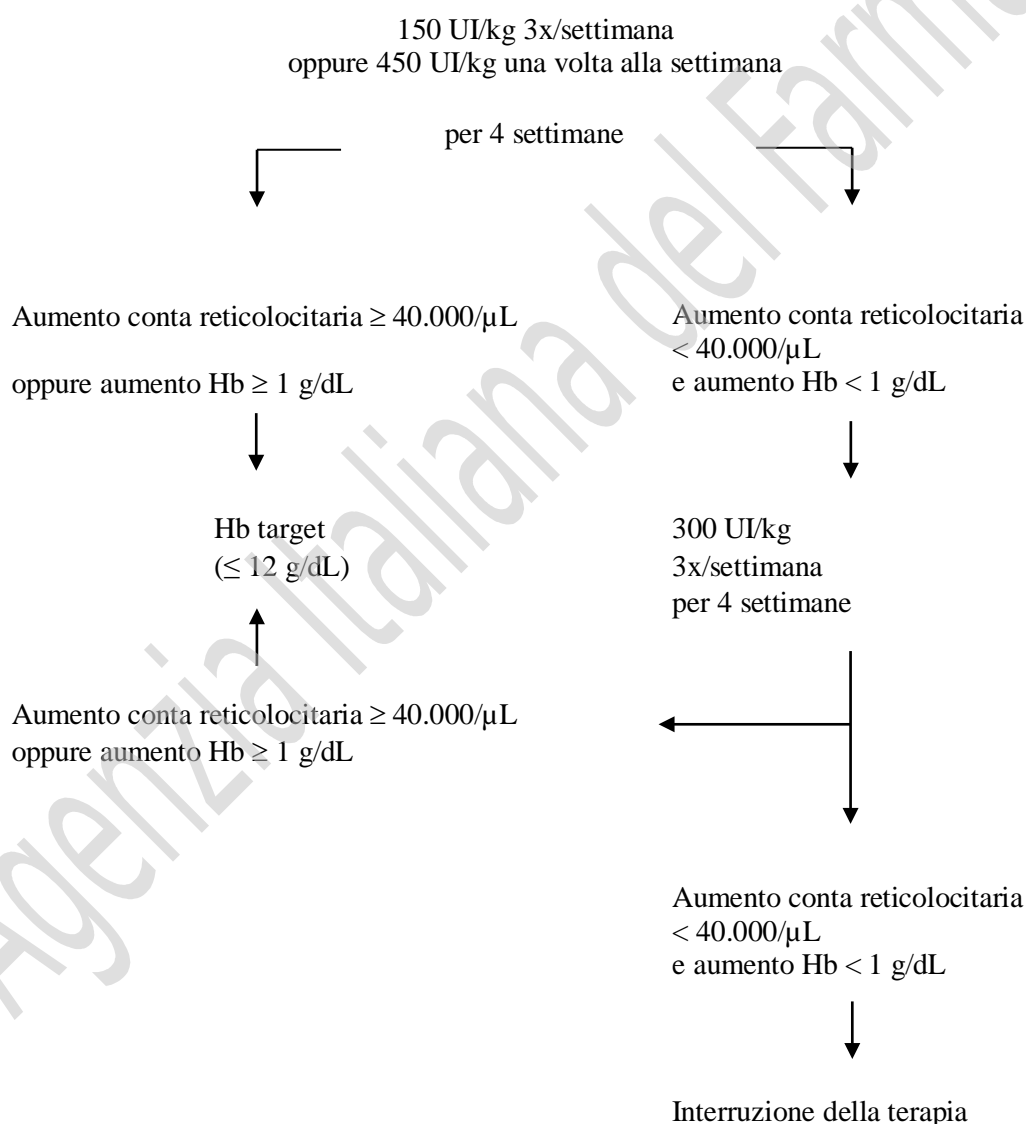 150 UI/kg 3x/settimana
oppure 450 UI/kg una volta alla settimana
per 4 settimane
Aumento conta reticolocitaria ≥ 40.000/µL
oppure aumento Hb ≥ 1 g/dL
Aumento conta reticolocitaria
< 40.000/µL
e aumento Hb < 1 g/dL
Hb target
(≤ 12 g/dL)
300 UI/kg
3x/settimana
per 4 settimane
Aumento conta reticolocitaria ≥ 40.000/µL
oppure aumento Hb ≥ 1 g/dL
Aumento conta reticolocitaria
< 40.000/µL
e aumento Hb < 1 g/dL
Interruzione della terapia
Agenzia Italiana del